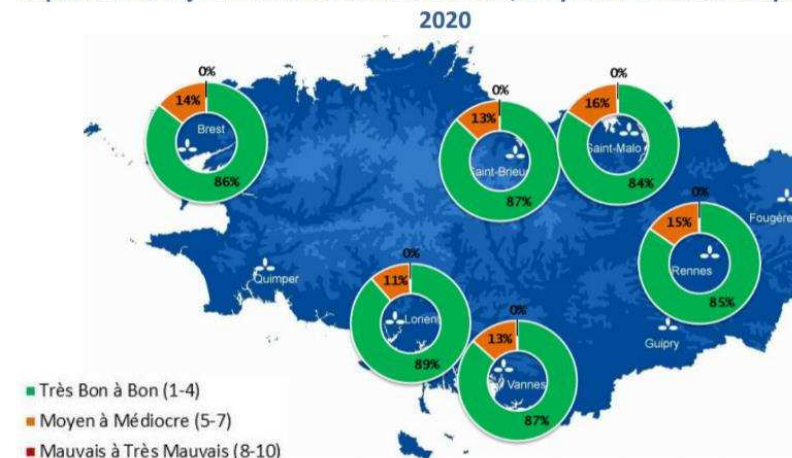 2020
0%
14%
Brest
86%
0%
13%
Saint-Brieuc
87%
0%
16%
Saint-Malo
84%
0%
15%
Rennes
85%
Fougère
Quimper
0%
11%
Lorient
89%
0%
13%
Vannes
87%
Guipry
Très Bon à Bon (1-4)
Moyen à Médiocre (5-7)
Mauvais à Très Mauvais (8-10)